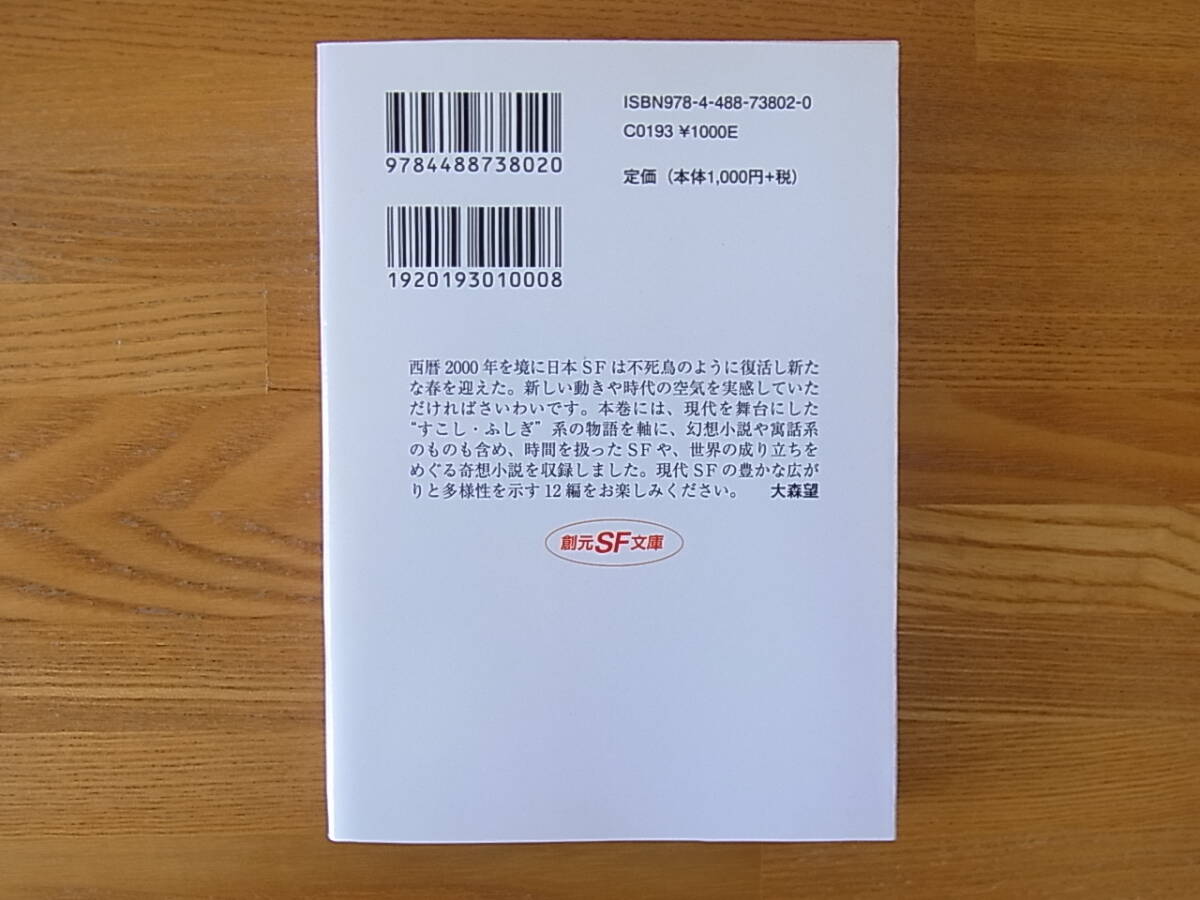 ISBN978-4-488-73802-0
C0193 ¥1000E
9784488738020
定価(本体1,000円+税)
1920193010008
西暦2000年を境に日本SFは不死鳥のように復活し新た
な春を迎えた。新しい動きや時代の空気を実感していた
だければさいわいです。本巻には、現代を舞台にした
“すこし・ふしぎ”系の物語を軸に、幻想小説や寓話系
のものも含め、時間を扱ったSFや、世界の成り立ちを
めぐる奇想小説を収録しました。現代SFの豊かな広が
りと多様性を示す12編をお楽しみください。 大森望
創元SF文庫